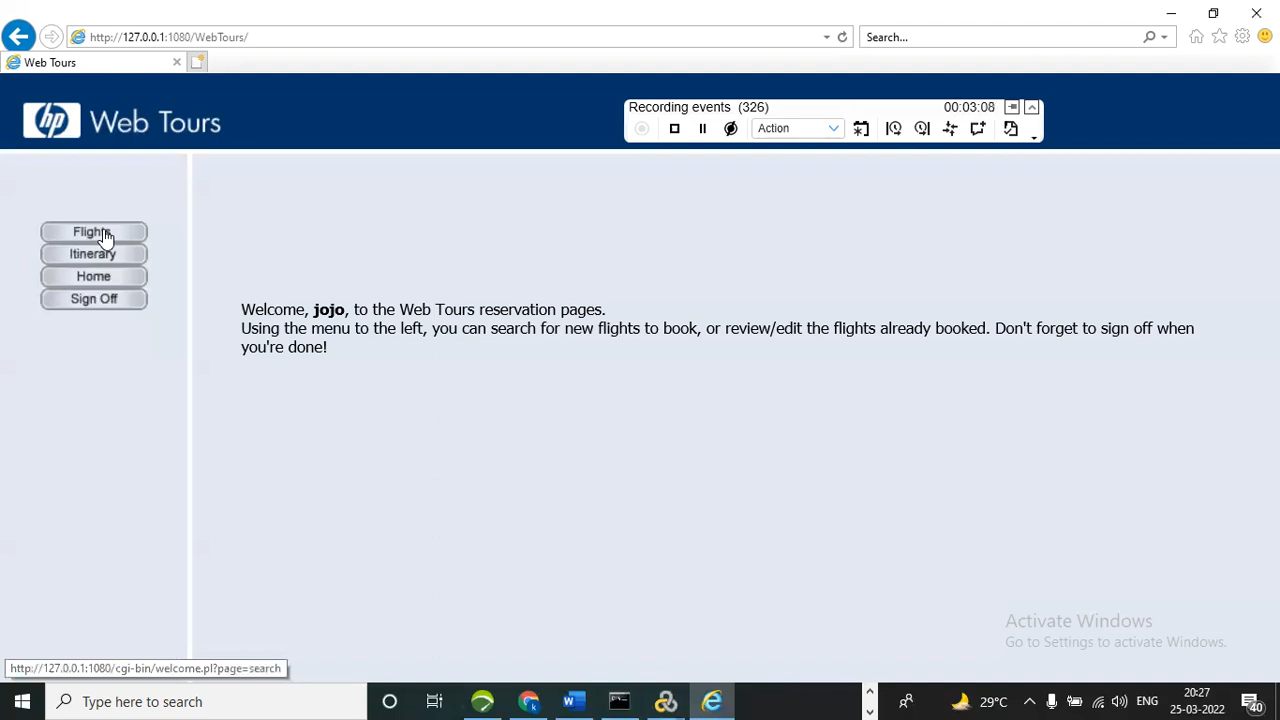 http://127.0.0.1:1080/WebTours/
Search...
Web Tours
hp Web Tours
Recording events (326) 00:03:08
Action
Flights
Itinerary
Home
Sign Off
Welcome, jojo, to the Web Tours reservation pages.
Using the menu to the left, you can search for new flights to book, or review/edit the flights already booked. Don't forget to sign off when
you're done!
Activate Windows
Go to Settings to activate Windows.
http://127.0.0.1:1080/cgi-bin/welcome.pl?page=search
Type here to search
29°C
ENG
20:27
25-03-2022
40